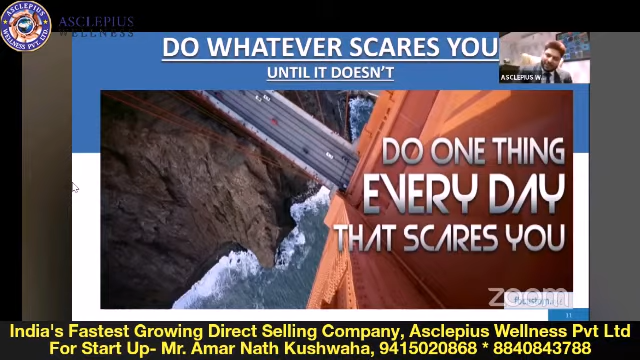 ASCLEPIUS
WELLNESS
ASCLEPIUS
WELLNESS PVT. LTD.
DO WHATEVER SCARES YOU
UNTIL IT DOESN'T
ASCLEPIUS W...
DO ONE THING
EVERY DAY
THAT SCARES YOU
zoom
11
India's Fastest Growing Direct Selling Company, Asclepius Wellness Pvt Ltd
For Start Up- Mr. Amar Nath Kushwaha, 9415020868 * 8840843788